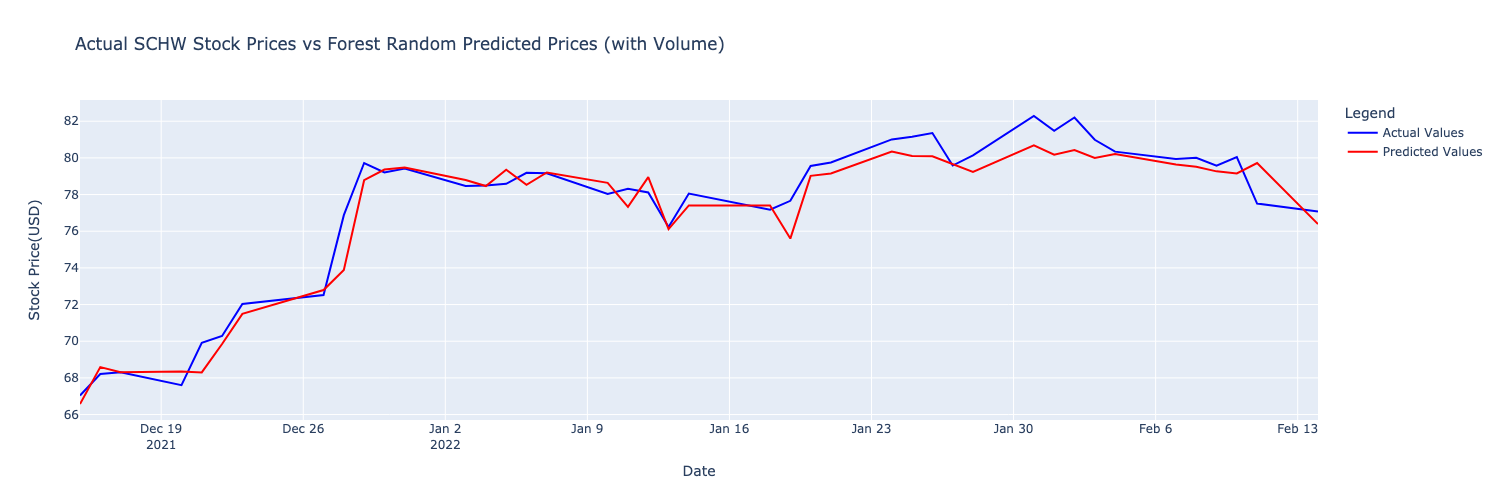 Actual SCHW Stock Prices vs Forest Random Predicted Prices (with Volume)
Legend
Actual Values
Predicted Values
Stock Price(USD)
82
80
78
76
74
72
70
68
66
Dec 19
2021
Dec 26
Jan 2
2022
Jan 9
Jan 16
Jan 23
Jan 30
Feb 6
Feb 13
Date